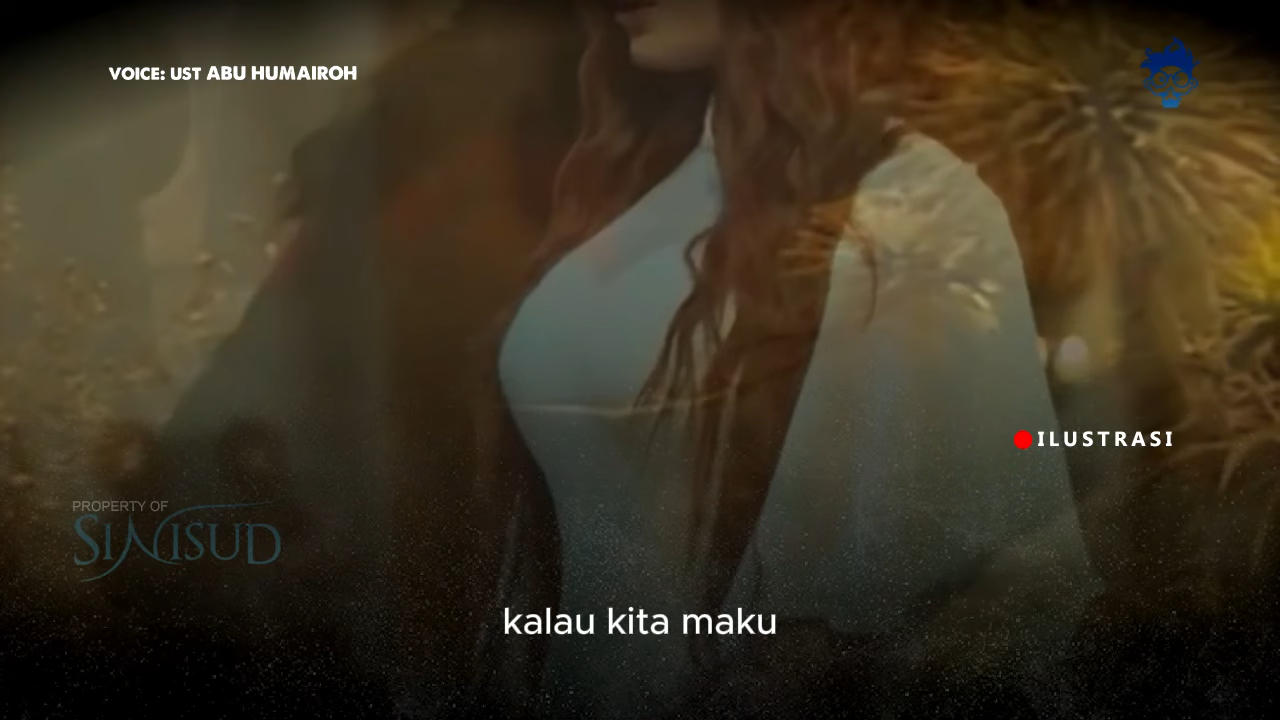 VOICE: UST ABU HUMAIROH
ILUSTRASI
PROPERTY OF
SINISUD
kalau kita maku